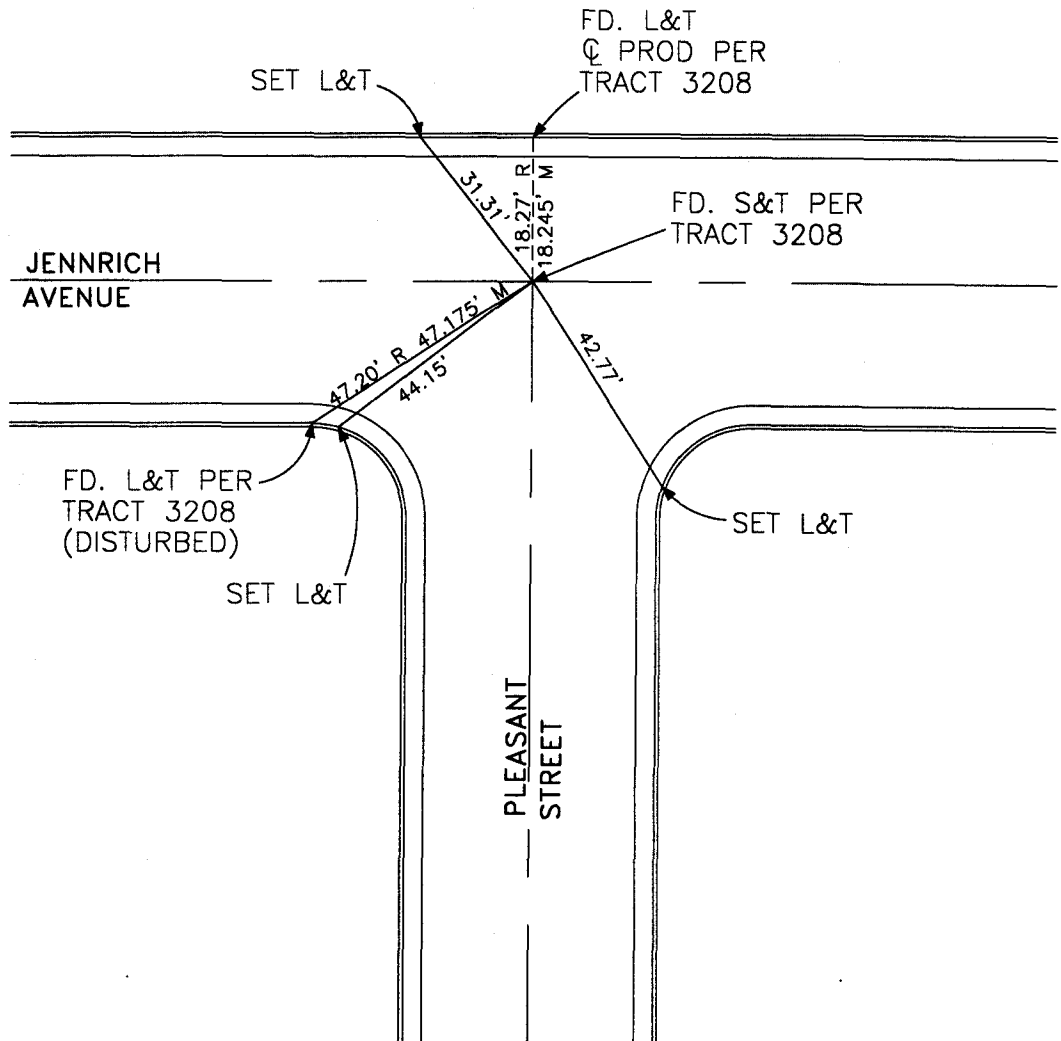 FD. L&T
℄ PROD PER
TRACT 3208
SET L&T
31.31'
18.27' R
18.245' M
FD. S&T PER
TRACT 3208
JENNRICH
AVENUE
47.20' R 47.175' M
44.15'
42.77'
FD. L&T PER
TRACT 3208
(DISTURBED)
SET L&T
SET L&T
PLEASANT
STREET